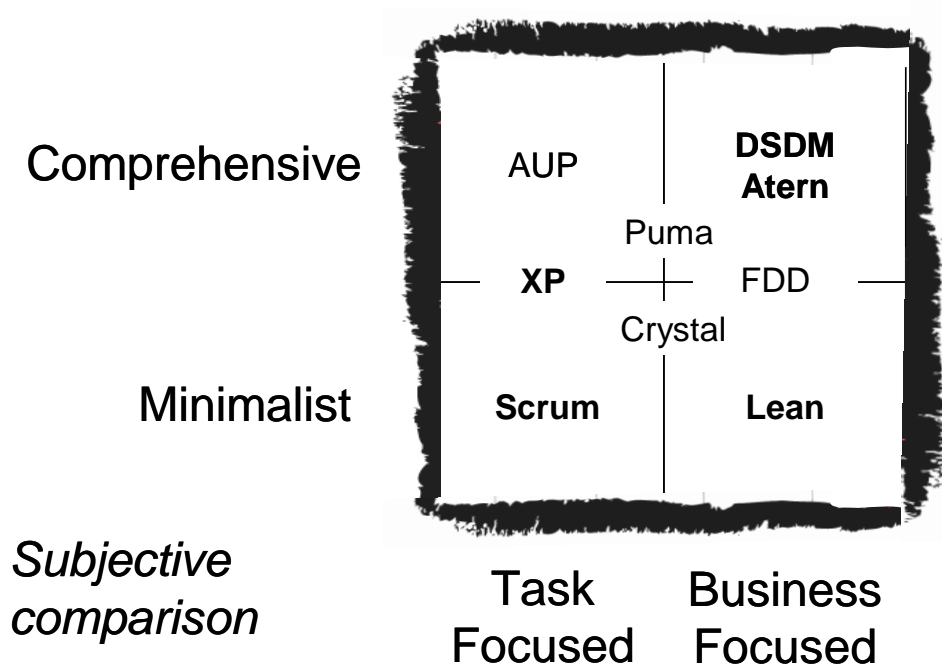 Comprehensive
AUP
DSDM
Atern
Puma
XP
FDD
Crystal
Minimalist
Scrum
Lean
Subjective
comparison
Task
Focused
Business
Focused